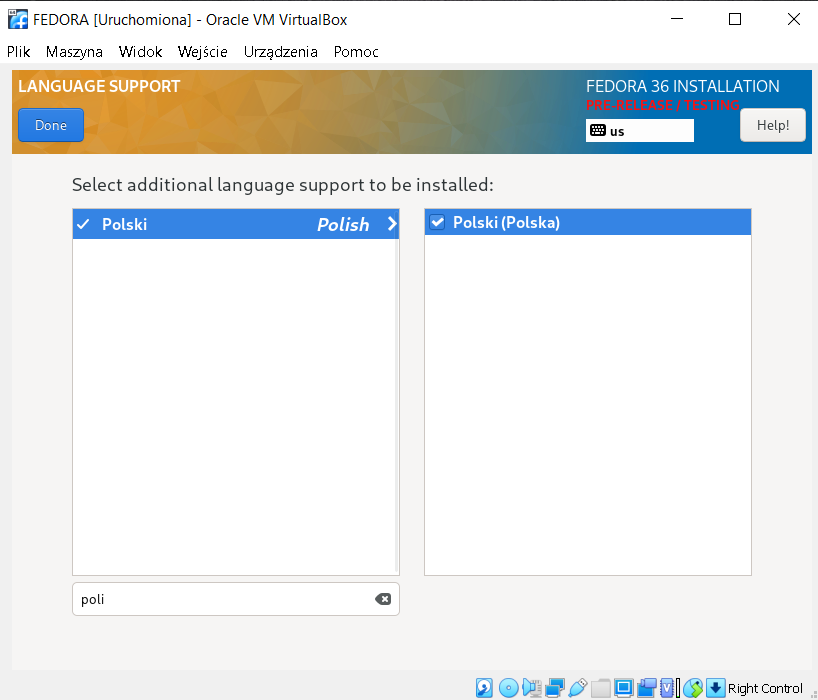 FEDORA [Uruchomiona] - Oracle VM VirtualBox
Plik Maszyna Widok Wejście Urządzenia Pomoc
LANGUAGE SUPPORT
FEDORA 36 INSTALLATION
PRE-RELEASE / TESTING
Done
us
Help!
Select additional language support to be installed:
Polski Polish
Polski (Polska)
poli
Right Control